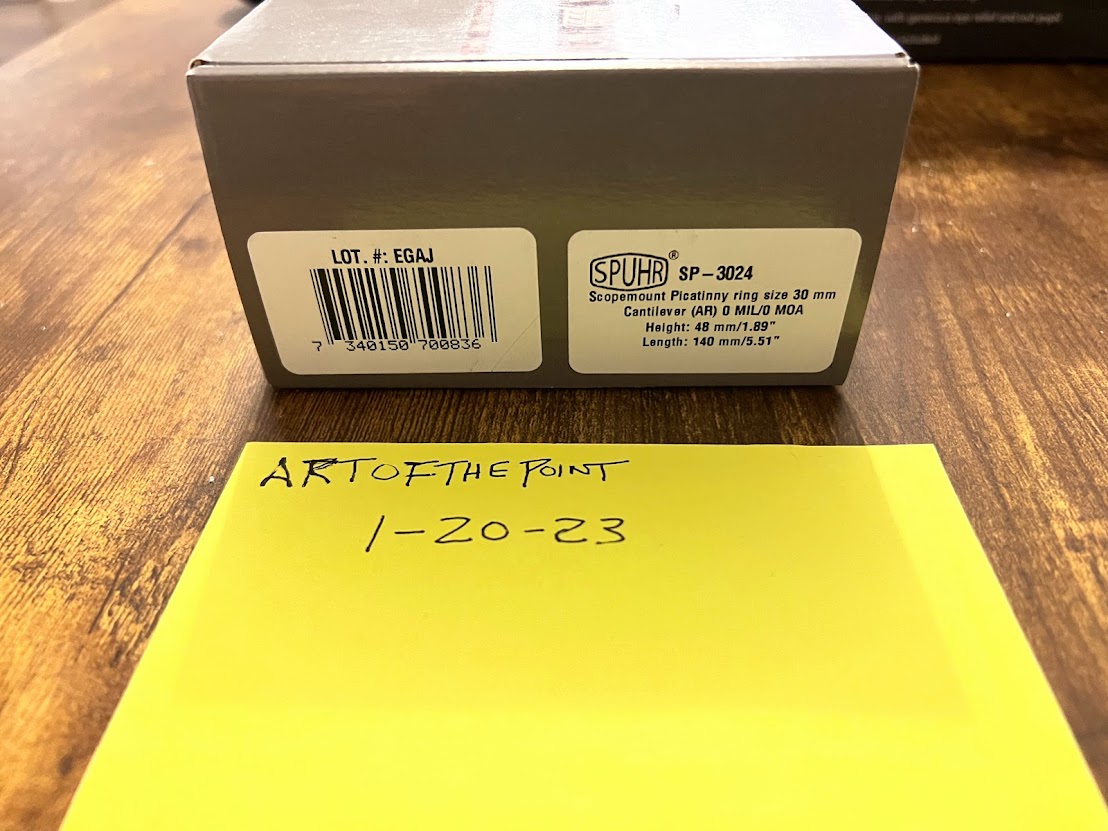 LOT. #: EGAJ
7 340150 700836
SPUHR® SP-3024
Scopemount Picatinny ring size 30 mm
Cantilever (AR) 0 MIL/0 MOA
Height: 48 mm/1.89"
Length: 140 mm/5.51"
ARTOFTHEPOINT
1-20-23